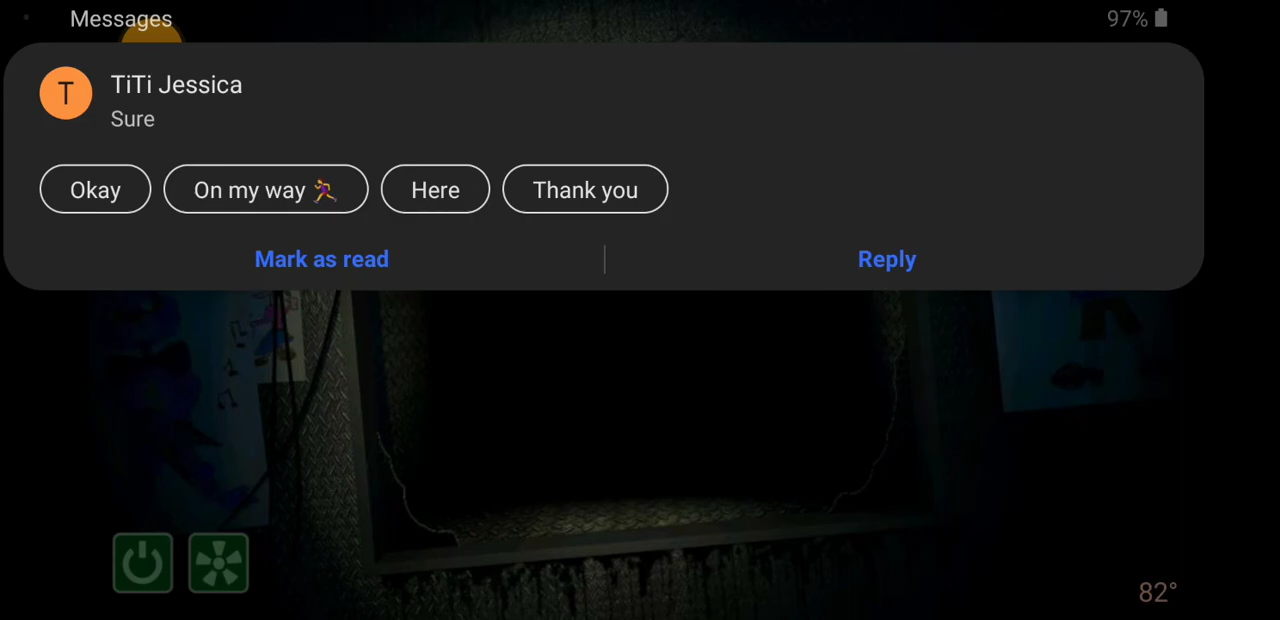 Messages 97%
TiTi Jessica
Sure
Okay On my way 🏃‍♀️ Here Thank you
Mark as read Reply
82°